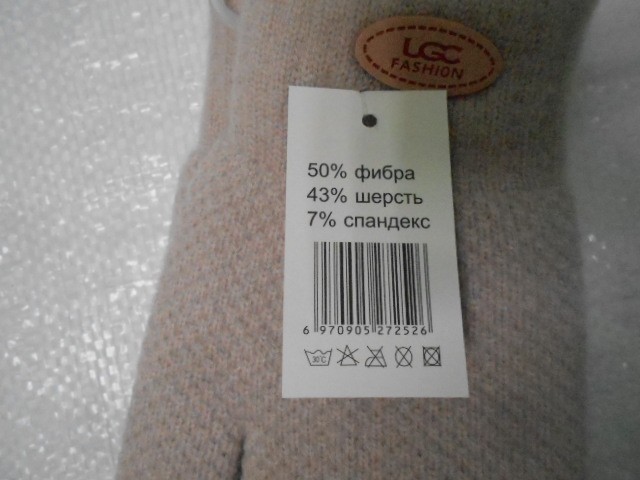 LGC
FASHION
50% фибра
43% шерсть
7% спандекс
6 970905 272526
30°C